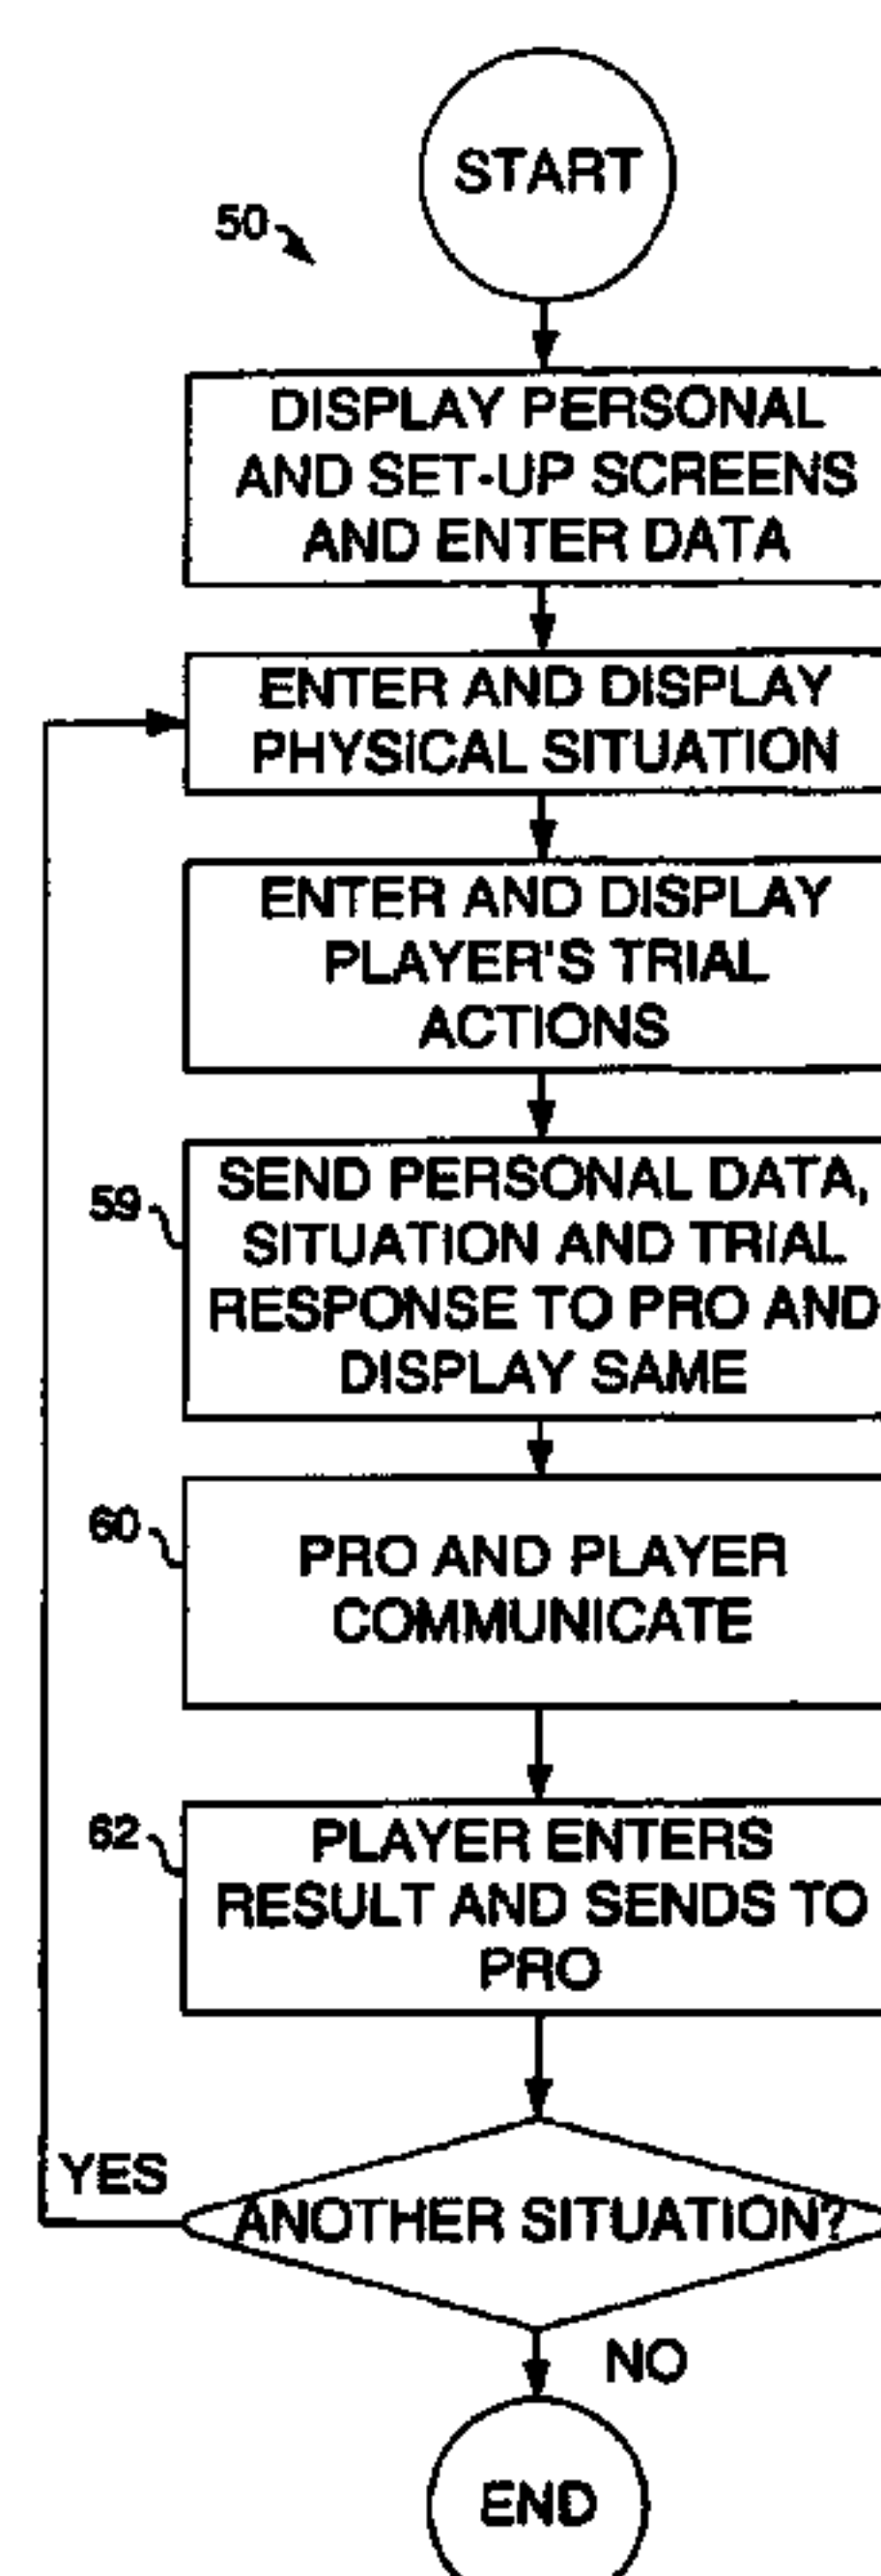 START
50
DISPLAY PERSONAL
AND SET-UP SCREENS
AND ENTER DATA
ENTER AND DISPLAY
PHYSICAL SITUATION
ENTER AND DISPLAY
PLAYER'S TRIAL
ACTIONS
59
SEND PERSONAL DATA,
SITUATION AND TRIAL
RESPONSE TO PRO AND
DISPLAY SAME
60
PRO AND PLAYER
COMMUNICATE
62
PLAYER ENTERS
RESULT AND SENDS TO
PRO
YES
ANOTHER SITUATION?
NO
END